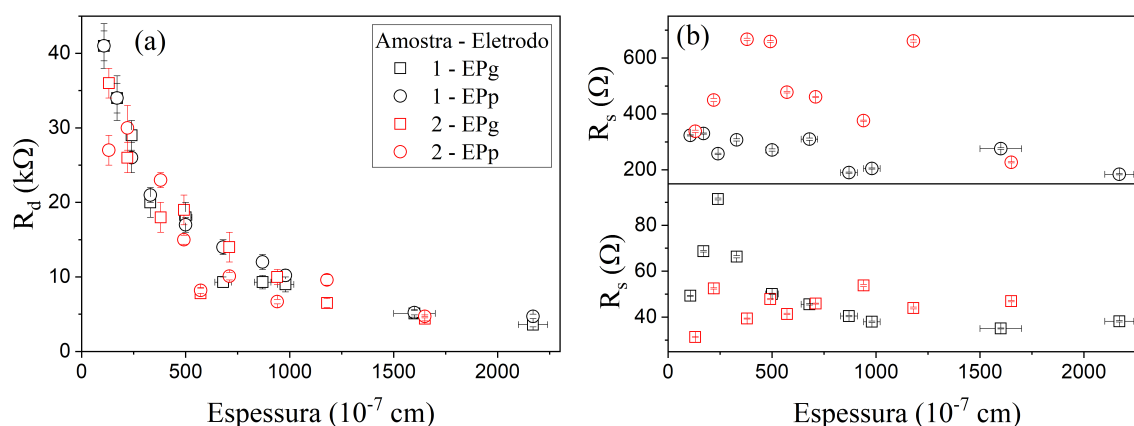 (a)
Amostra - Eletrodo
1 - EPg
1 - EPp
2 - EPg
2 - EPp
R_d (kΩ)
40
30
20
10
0
0 500 1000 1500 2000
Espessura (10⁻⁷ cm)
(b)
R_s (Ω)
600
400
200
R_s (Ω)
80
60
40
0 500 1000 1500 2000
Espessura (10⁻⁷ cm)